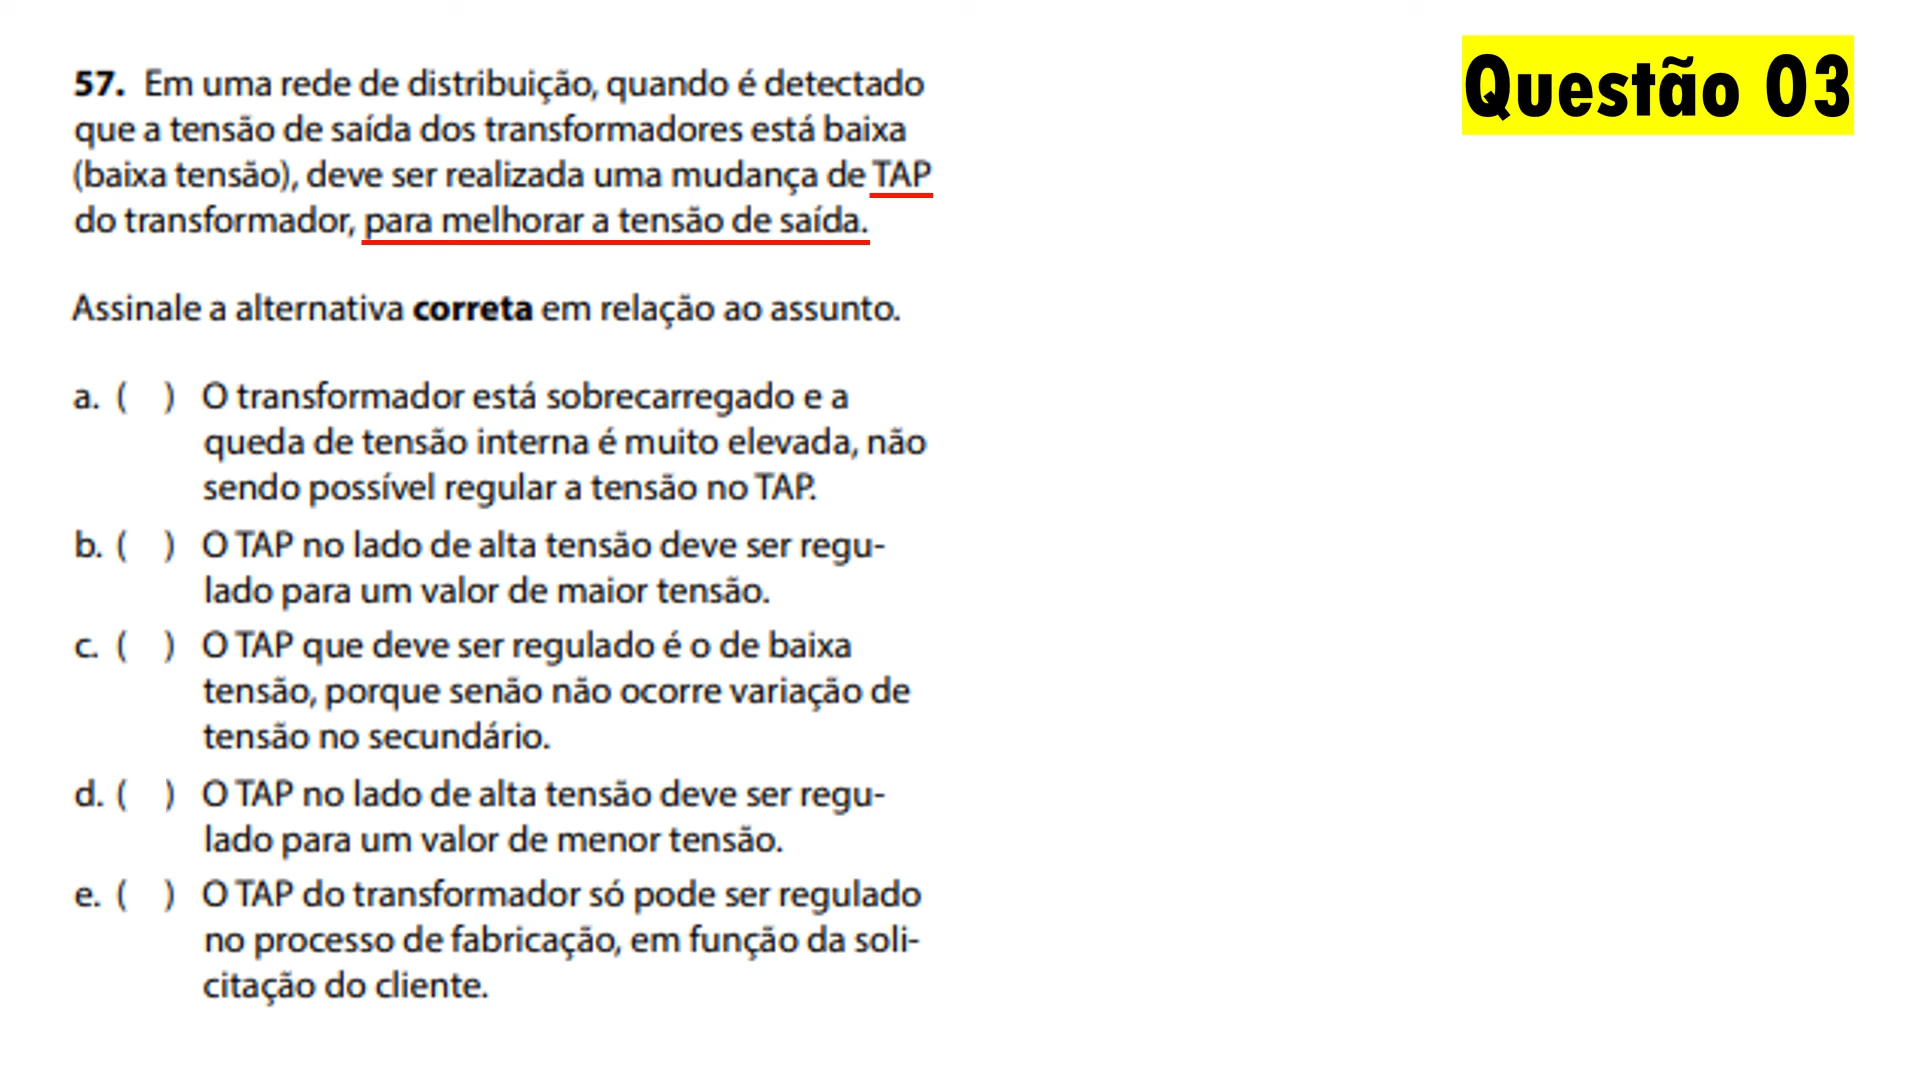 Questão 03
57. Em uma rede de distribuição, quando é detectado
que a tensão de saída dos transformadores está baixa
(baixa tensão), deve ser realizada uma mudança de TAP
do transformador, para melhorar a tensão de saída.
Assinale a alternativa correta em relação ao assunto.
a. ( ) O transformador está sobrecarregado e a
queda de tensão interna é muito elevada, não
sendo possível regular a tensão no TAP.
b. ( ) O TAP no lado de alta tensão deve ser regu-
lado para um valor de maior tensão.
c. ( ) O TAP que deve ser regulado é o de baixa
tensão, porque senão não ocorre variação de
tensão no secundário.
d. ( ) O TAP no lado de alta tensão deve ser regu-
lado para um valor de menor tensão.
e. ( ) O TAP do transformador só pode ser regulado
no processo de fabricação, em função da soli-
citação do cliente.